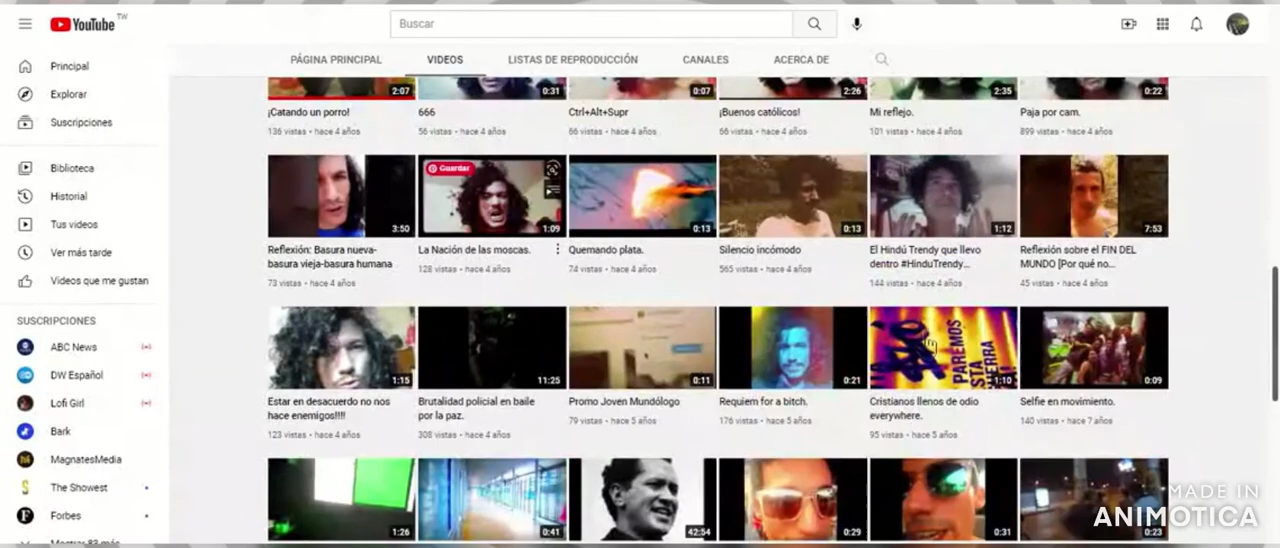 YouTube TW
Buscar
PÁGINA PRINCIPAL VIDEOS LISTAS DE REPRODUCCIÓN CANALES ACERCA DE
Principal
Explorar
Suscripciones
Biblioteca
Historial
Tus videos
Ver más tarde
Videos que me gustan
SUSCRIPCIONES
ABC News
DW Español
Lofi Girl
Bark
MagnatesMedia
The Showest
Forbes
Mostrar 83 más
2:07 0:31 0:07 2:26 2:35 0:22
¡Catando un porro! 666 Ctrl+Alt+Supr ¡Buenos católicos! Mi reflejo. Paja por cam.
136 vistas • hace 4 años 56 vistas • hace 4 años 66 vistas • hace 4 años 66 vistas • hace 4 años 101 vistas • hace 4 años 899 vistas • hace 4 años
Guardar
3:50 1:09 0:13 0:13 1:12 7:53
Reflexión: Basura nueva- La Nación de las moscas. Quemando plata. Silencio incómodo El Hindú Trendy que llevo Reflexión sobre el FIN DEL
basura vieja-basura humana dentro #HinduTrendy... MUNDO [Por qué no...
128 vistas • hace 4 años 74 vistas • hace 4 años 565 vistas • hace 4 años
73 vistas • hace 4 años 144 vistas • hace 4 años 45 vistas • hace 4 años
PAREMOS
STA
1:15 11:25 0:11 0:21 1:10 0:09
Estar en desacuerdo no nos Brutalidad policial en baile Promo Joven Mundólogo Requiem for a bitch. Cristianos llenos de odio Selfie en movimiento.
hace enemigos!!!! por la paz. everywhere.
79 vistas • hace 5 años 176 vistas • hace 5 años 140 vistas • hace 7 años
123 vistas • hace 4 años 308 vistas • hace 4 años 95 vistas • hace 5 años
1:26 0:41 42:54 0:29 0:31 0:23
MADE IN
ANIMOTICA